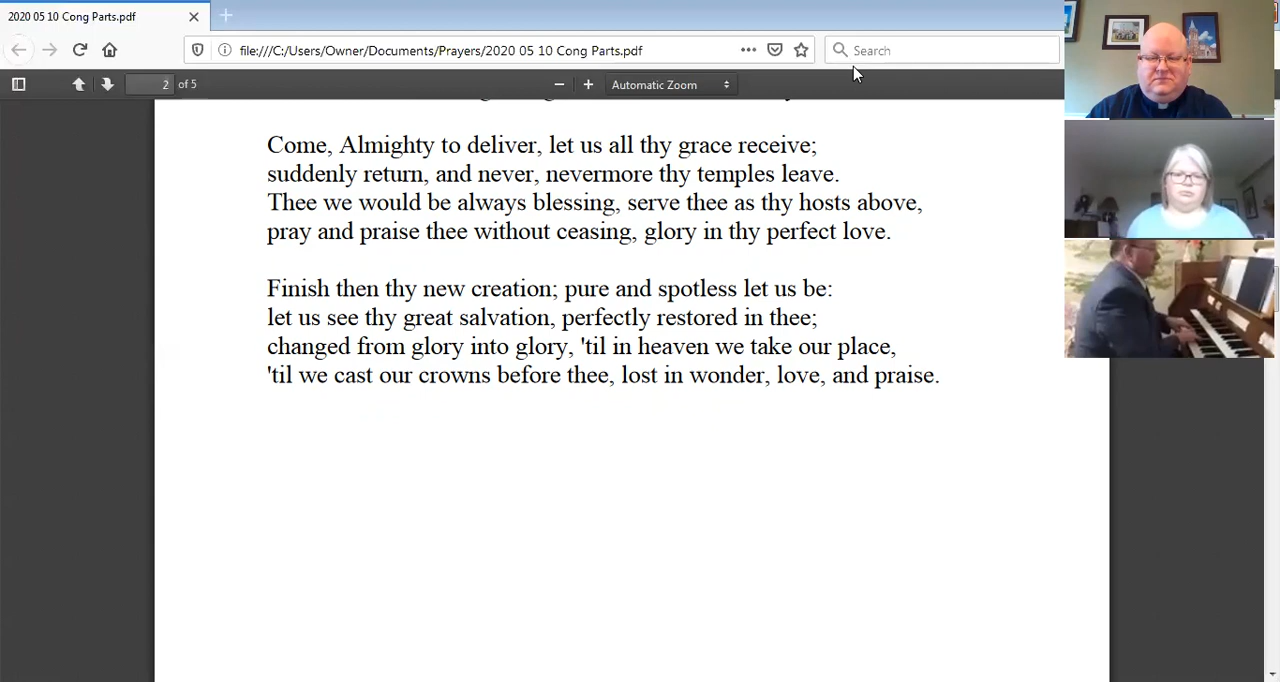 2020 05 10 Cong Parts.pdf
file:///C:/Users/Owner/Documents/Prayers/2020 05 10 Cong Parts.pdf
Search
2 of 5
Automatic Zoom
Come, Almighty to deliver, let us all thy grace receive;
suddenly return, and never, nevermore thy temples leave.
Thee we would be always blessing, serve thee as thy hosts above,
pray and praise thee without ceasing, glory in thy perfect love.
Finish then thy new creation; pure and spotless let us be:
let us see thy great salvation, perfectly restored in thee;
changed from glory into glory, 'til in heaven we take our place,
'til we cast our crowns before thee, lost in wonder, love, and praise.